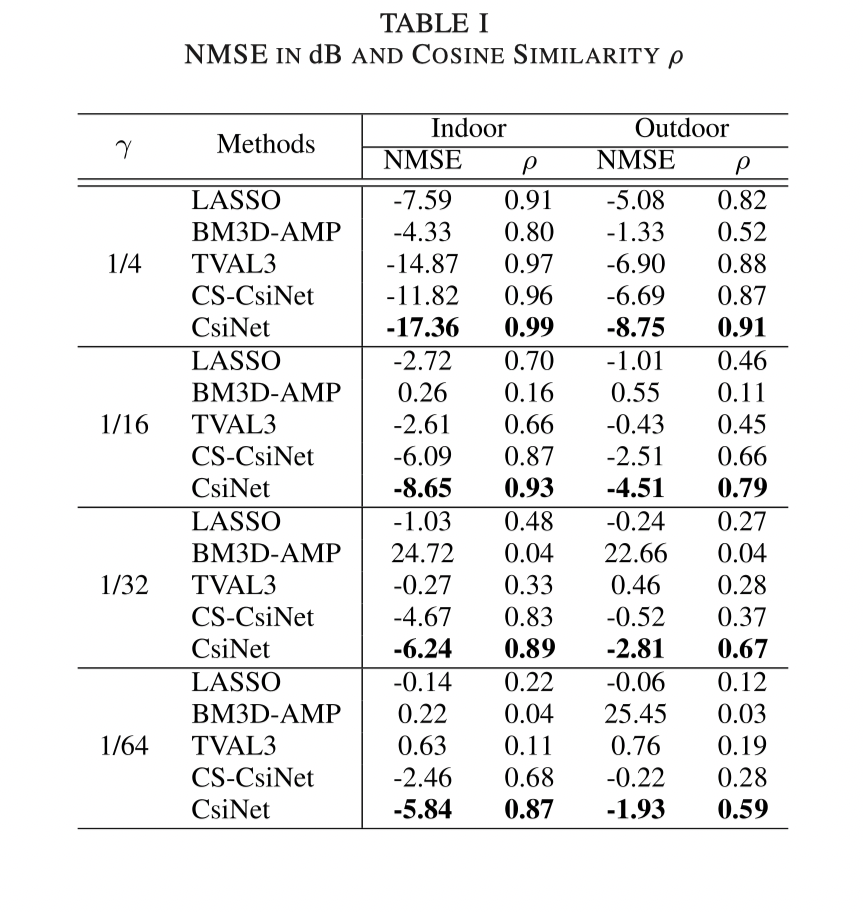 TABLE I
NMSE IN dB AND COSINE SIMILARITY ρ
γ Methods Indoor Outdoor
NMSE ρ NMSE ρ
LASSO -7.59 0.91 -5.08 0.82
BM3D-AMP -4.33 0.80 -1.33 0.52
1/4 TVAL3 -14.87 0.97 -6.90 0.88
CS-CsiNet -11.82 0.96 -6.69 0.87
CsiNet -17.36 0.99 -8.75 0.91
LASSO -2.72 0.70 -1.01 0.46
BM3D-AMP 0.26 0.16 0.55 0.11
1/16 TVAL3 -2.61 0.66 -0.43 0.45
CS-CsiNet -6.09 0.87 -2.51 0.66
CsiNet -8.65 0.93 -4.51 0.79
LASSO -1.03 0.48 -0.24 0.27
BM3D-AMP 24.72 0.04 22.66 0.04
1/32 TVAL3 -0.27 0.33 0.46 0.28
CS-CsiNet -4.67 0.83 -0.52 0.37
CsiNet -6.24 0.89 -2.81 0.67
LASSO -0.14 0.22 -0.06 0.12
BM3D-AMP 0.22 0.04 25.45 0.03
1/64 TVAL3 0.63 0.11 0.76 0.19
CS-CsiNet -2.46 0.68 -0.22 0.28
CsiNet -5.84 0.87 -1.93 0.59